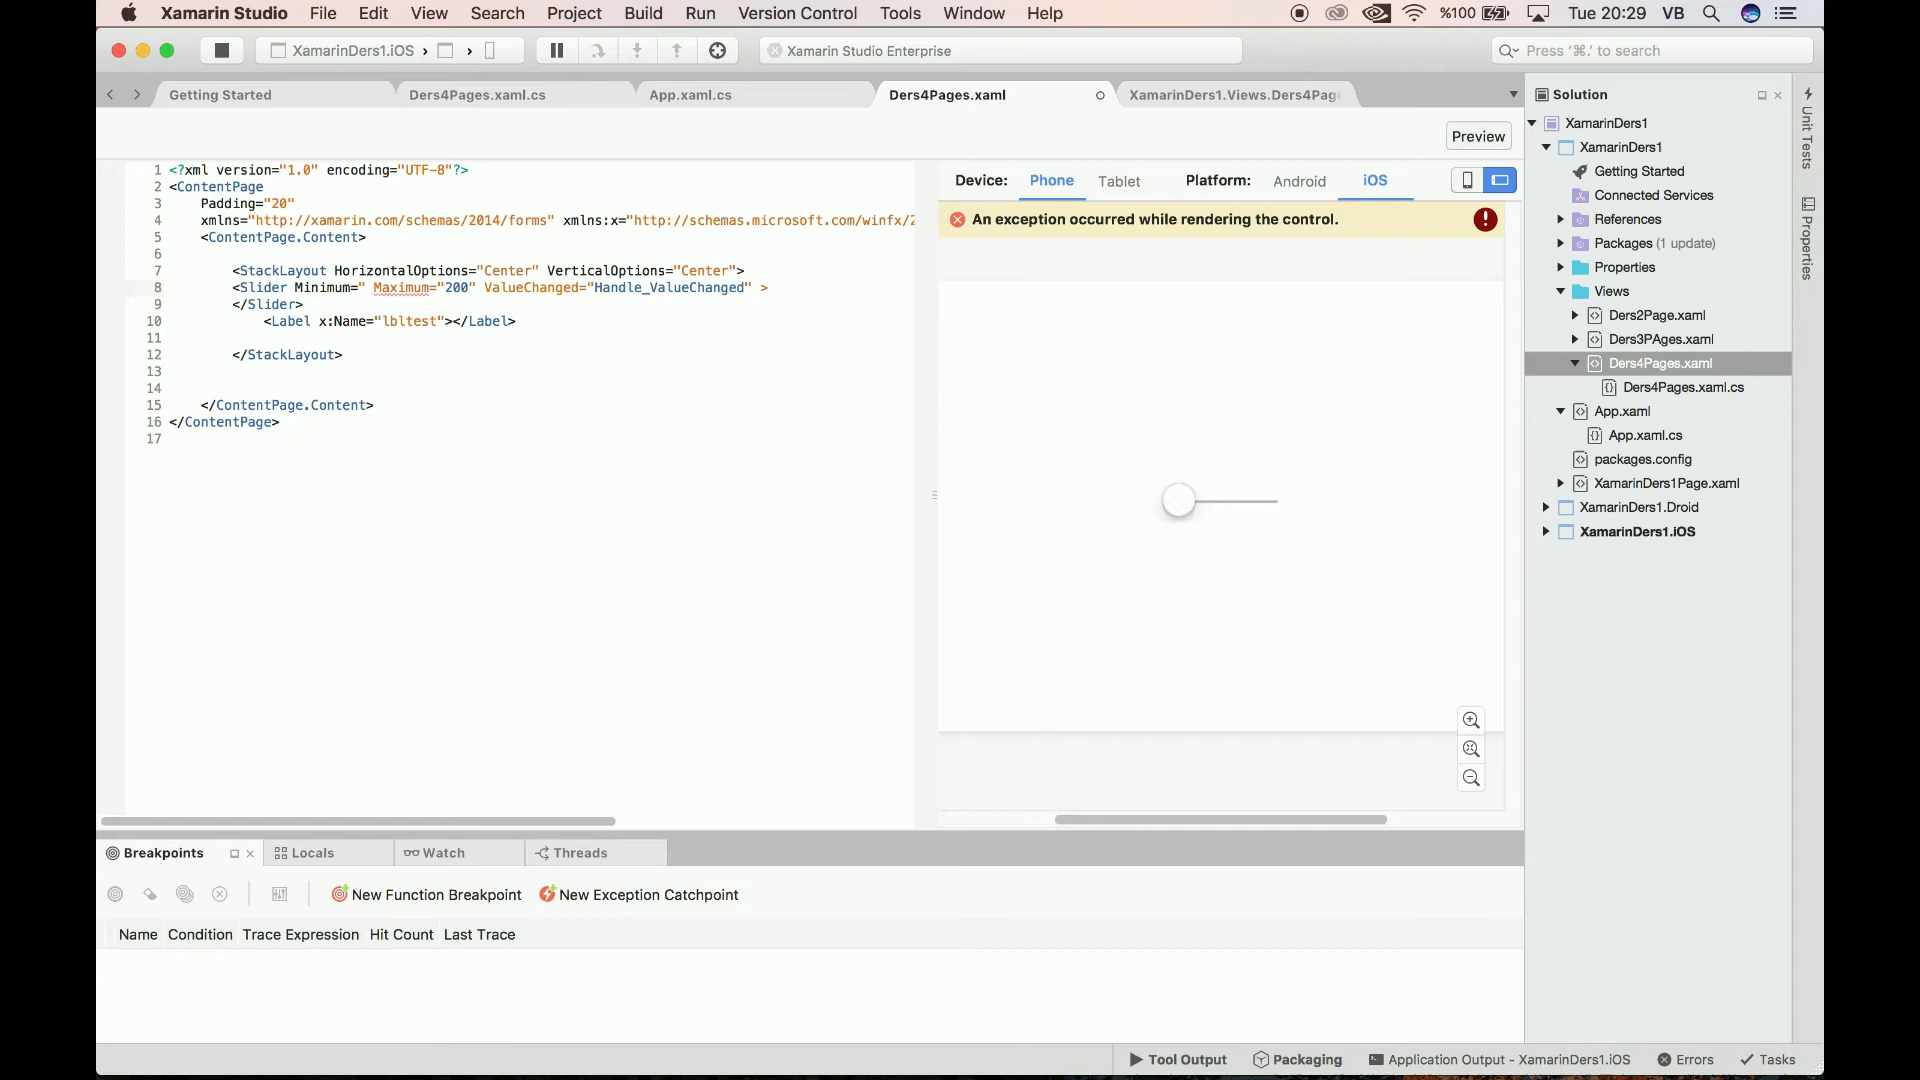 Xamarin Studio File Edit View Search Project Build Run Version Control Tools Window Help %100 Tue 20:29 VB
XamarinDers1.iOS › › Xamarin Studio Enterprise Press '⌘.' to search
Getting Started Ders4Pages.xaml.cs App.xaml.cs Ders4Pages.xaml XamarinDers1.Views.Ders4Page
Preview
1 <?xml version="1.0" encoding="UTF-8"?>
2 <ContentPage
3 Padding="20"
4 xmlns="http://xamarin.com/schemas/2014/forms" xmlns:x="http://schemas.microsoft.com/winfx/2
5 <ContentPage.Content>
6
7 <StackLayout HorizontalOptions="Center" VerticalOptions="Center">
8 <Slider Minimum=" Maximum="200" ValueChanged="Handle_ValueChanged" >
9 </Slider>
10 <Label x:Name="lbltest"></Label>
11
12 </StackLayout>
13
14
15 </ContentPage.Content>
16 </ContentPage>
17
Device: Phone Tablet Platform: Android iOS
An exception occurred while rendering the control.
Solution
XamarinDers1
XamarinDers1
Getting Started
Connected Services
References
Packages (1 update)
Properties
Views
Ders2Page.xaml
Ders3PAges.xaml
Ders4Pages.xaml
Ders4Pages.xaml.cs
App.xaml
App.xaml.cs
packages.config
XamarinDers1Page.xaml
XamarinDers1.Droid
XamarinDers1.iOS
Unit Tests
Properties
Breakpoints Locals Watch Threads
New Function Breakpoint New Exception Catchpoint
Name Condition Trace Expression Hit Count Last Trace
Tool Output Packaging Application Output - XamarinDers1.iOS Errors Tasks